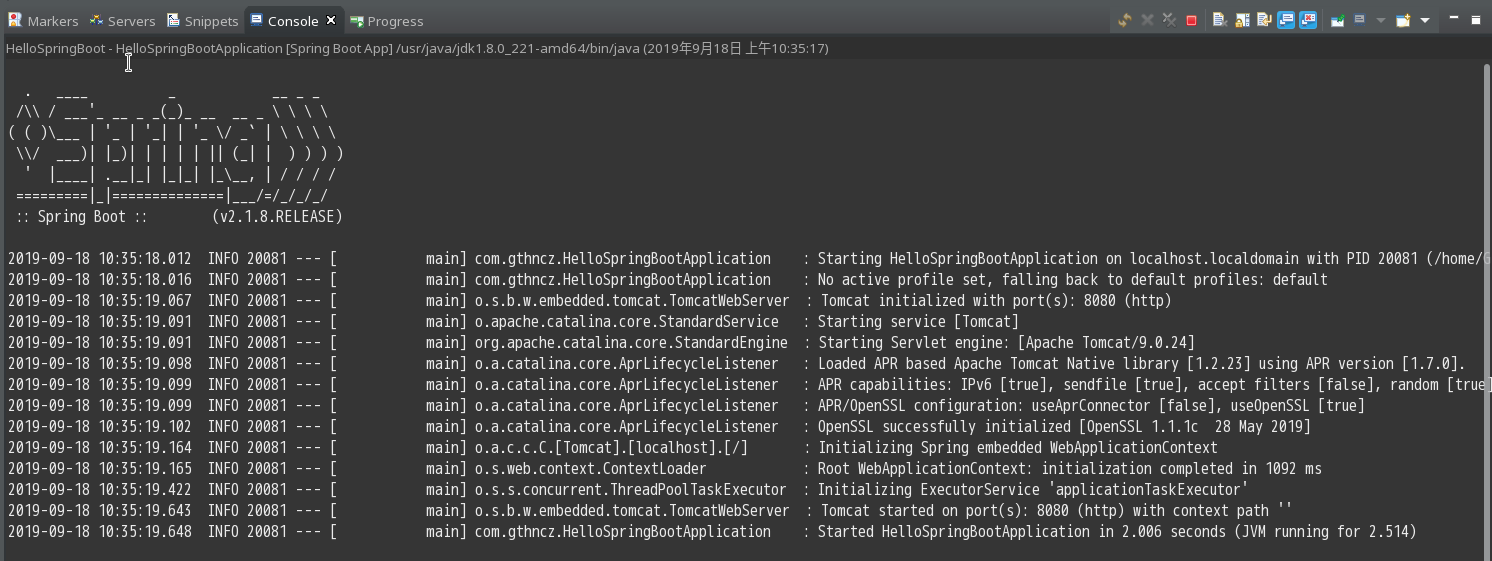 Markers Servers Snippets Console Progress
HelloSpringBoot - HelloSpringBootApplication [Spring Boot App] /usr/java/jdk1.8.0_221-amd64/bin/java (2019年9月18日 上午10:35:17)
  .   ____          _            __ _ _
 /\\ / ___'_ __ _ _(_)_ __  __ _ \ \ \ \
( ( )\___ | '_ | '_| | '_ \/ _` | \ \ \ \
 \\/  ___)| |_)| | | | | || (_| |  ) ) ) )
  '  |____| .__|_| |_|_| |_\__, | / / / /
 =========|_|==============|___/=/_/_/_/
 :: Spring Boot ::        (v2.1.8.RELEASE)
2019-09-18 10:35:18.012  INFO 20081 --- [           main] com.gthncz.HelloSpringBootApplication    : Starting HelloSpringBootApplication on localhost.localdomain with PID 20081 (/home/G
2019-09-18 10:35:18.016  INFO 20081 --- [           main] com.gthncz.HelloSpringBootApplication    : No active profile set, falling back to default profiles: default
2019-09-18 10:35:19.067  INFO 20081 --- [           main] o.s.b.w.embedded.tomcat.TomcatWebServer  : Tomcat initialized with port(s): 8080 (http)
2019-09-18 10:35:19.091  INFO 20081 --- [           main] o.apache.catalina.core.StandardService   : Starting service [Tomcat]
2019-09-18 10:35:19.091  INFO 20081 --- [           main] org.apache.catalina.core.StandardEngine  : Starting Servlet engine: [Apache Tomcat/9.0.24]
2019-09-18 10:35:19.098  INFO 20081 --- [           main] o.a.catalina.core.AprLifecycleListener   : Loaded APR based Apache Tomcat Native library [1.2.23] using APR version [1.7.0].
2019-09-18 10:35:19.099  INFO 20081 --- [           main] o.a.catalina.core.AprLifecycleListener   : APR capabilities: IPv6 [true], sendfile [true], accept filters [false], random [true]
2019-09-18 10:35:19.099  INFO 20081 --- [           main] o.a.catalina.core.AprLifecycleListener   : APR/OpenSSL configuration: useAprConnector [false], useOpenSSL [true]
2019-09-18 10:35:19.102  INFO 20081 --- [           main] o.a.catalina.core.AprLifecycleListener   : OpenSSL successfully initialized [OpenSSL 1.1.1c  28 May 2019]
2019-09-18 10:35:19.164  INFO 20081 --- [           main] o.a.c.c.C.[Tomcat].[localhost].[/]       : Initializing Spring embedded WebApplicationContext
2019-09-18 10:35:19.165  INFO 20081 --- [           main] o.s.web.context.ContextLoader            : Root WebApplicationContext: initialization completed in 1092 ms
2019-09-18 10:35:19.422  INFO 20081 --- [           main] o.s.s.concurrent.ThreadPoolTaskExecutor  : Initializing ExecutorService 'applicationTaskExecutor'
2019-09-18 10:35:19.643  INFO 20081 --- [           main] o.s.b.w.embedded.tomcat.TomcatWebServer  : Tomcat started on port(s): 8080 (http) with context path ''
2019-09-18 10:35:19.648  INFO 20081 --- [           main] com.gthncz.HelloSpringBootApplication    : Started HelloSpringBootApplication in 2.006 seconds (JVM running for 2.514)